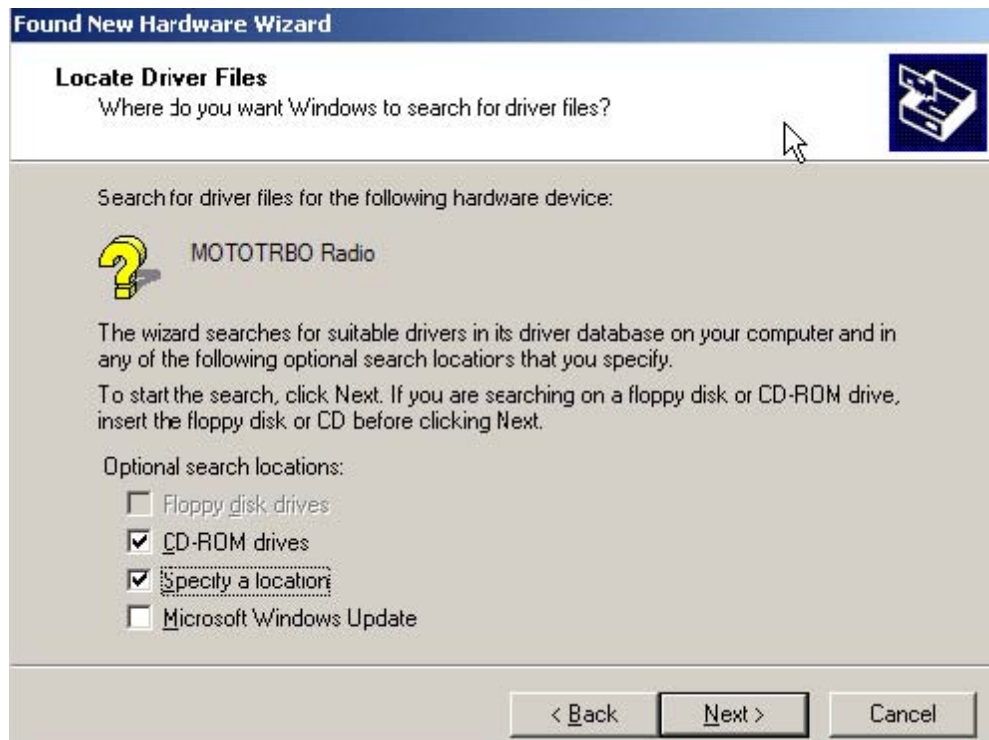 Found New Hardware Wizard
Locate Driver Files
Where do you want Windows to search for driver files?
Search for driver files for the following hardware device:
MOTOTRBO Radio
The wizard searches for suitable drivers in its driver database on your computer and in
any of the following optional search locations that you specify.
To start the search, click Next. If you are searching on a floppy disk or CD-ROM drive,
insert the floppy disk or CD before clicking Next.
Optional search locations:
Floppy disk drives
CD-ROM drives
Specify a location
Microsoft Windows Update
< Back Next > Cancel